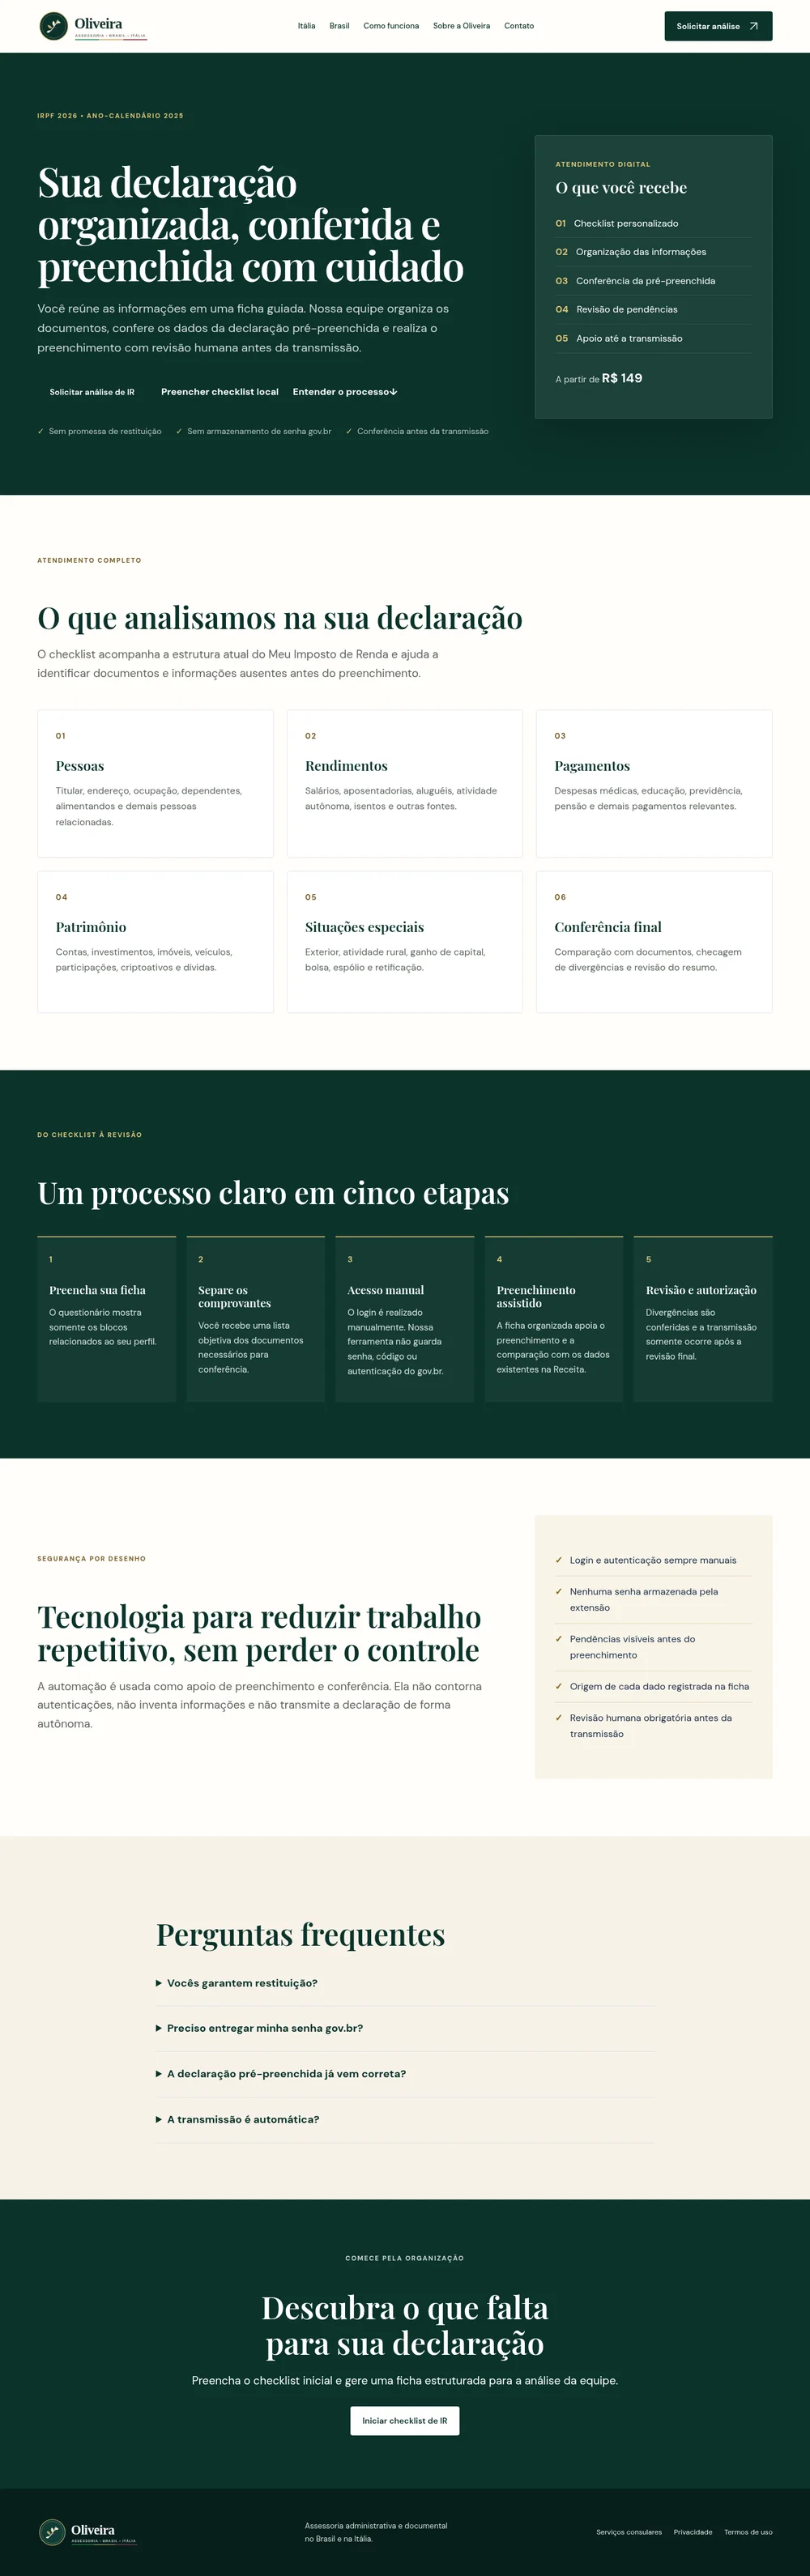 Oliveira
ASSESSORIA • BRASIL • ITÁLIA
Itália
Brasil
Como funciona
Sobre a Oliveira
Contato
Solicitar análise
IRPF 2026 • ANO-CALENDÁRIO 2025
Sua declaração
organizada, conferida e
preenchida com cuidado
Você reúne as informações em uma ficha guiada. Nossa equipe organiza os
documentos, confere os dados da declaração pré-preenchida e realiza o
preenchimento com revisão humana antes da transmissão.
Solicitar análise de IR
Preencher checklist local
Entender o processo↓
✓ Sem promessa de restituição
✓ Sem armazenamento de senha gov.br
✓ Conferência antes da transmissão
ATENDIMENTO DIGITAL
O que você recebe
01 Checklist personalizado
02 Organização das informações
03 Conferência da pré-preenchida
04 Revisão de pendências
05 Apoio até a transmissão
A partir de R$ 149
ATENDIMENTO COMPLETO
O que analisamos na sua declaração
O checklist acompanha a estrutura atual do Meu Imposto de Renda e ajuda a
identificar documentos e informações ausentes antes do preenchimento.
01
Pessoas
Titular, endereço, ocupação, dependentes,
alimentandos e demais pessoas
relacionadas.
02
Rendimentos
Salários, aposentadorias, aluguéis, atividade
autônoma, isentos e outras fontes.
03
Pagamentos
Despesas médicas, educação, previdência,
pensão e demais pagamentos relevantes.
04
Patrimônio
Contas, investimentos, imóveis, veículos,
participações, criptoativos e dívidas.
05
Situações especiais
Exterior, atividade rural, ganho de capital,
bolsa, espólio e retificação.
06
Conferência final
Comparação com documentos, checagem
de divergências e revisão do resumo.
DO CHECKLIST À REVISÃO
Um processo claro em cinco etapas
1
Preencha sua ficha
O questionário mostra
somente os blocos
relacionados ao seu perfil.
2
Separe os
comprovantes
Você recebe uma lista
objetiva dos documentos
necessários para
conferência.
3
Acesso manual
O login é realizado
manualmente. Nossa
ferramenta não guarda
senha, código ou
autenticação do gov.br.
4
Preenchimento
assistido
A ficha organizada apoia o
preenchimento e a
comparação com os dados
existentes na Receita.
5
Revisão e autorização
Divergências são
conferidas e a transmissão
somente ocorre após a
revisão final.
SEGURANÇA POR DESENHO
Tecnologia para reduzir trabalho
repetitivo, sem perder o controle
A automação é usada como apoio de preenchimento e conferência. Ela não contorna
autenticações, não inventa informações e não transmite a declaração de forma
autônoma.
✓ Login e autenticação sempre manuais
✓ Nenhuma senha armazenada pela
extensão
✓ Pendências visíveis antes do
preenchimento
✓ Origem de cada dado registrada na ficha
✓ Revisão humana obrigatória antes da
transmissão
Perguntas frequentes
Vocês garantem restituição?
Preciso entregar minha senha gov.br?
A declaração pré-preenchida já vem correta?
A transmissão é automática?
COMECE PELA ORGANIZAÇÃO
Descubra o que falta
para sua declaração
Preencha o checklist inicial e gere uma ficha estruturada para a análise da equipe.
Iniciar checklist de IR
Oliveira
ASSESSORIA • BRASIL • ITÁLIA
Assessoria administrativa e documental
no Brasil e na Itália.
Serviços consulares
Privacidade
Termos de uso